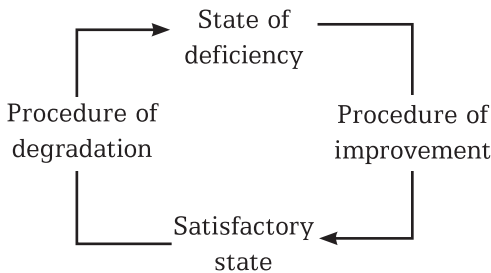 State of
deficiency
Procedure of
degradation
Procedure of
improvement
Satisfactory
state